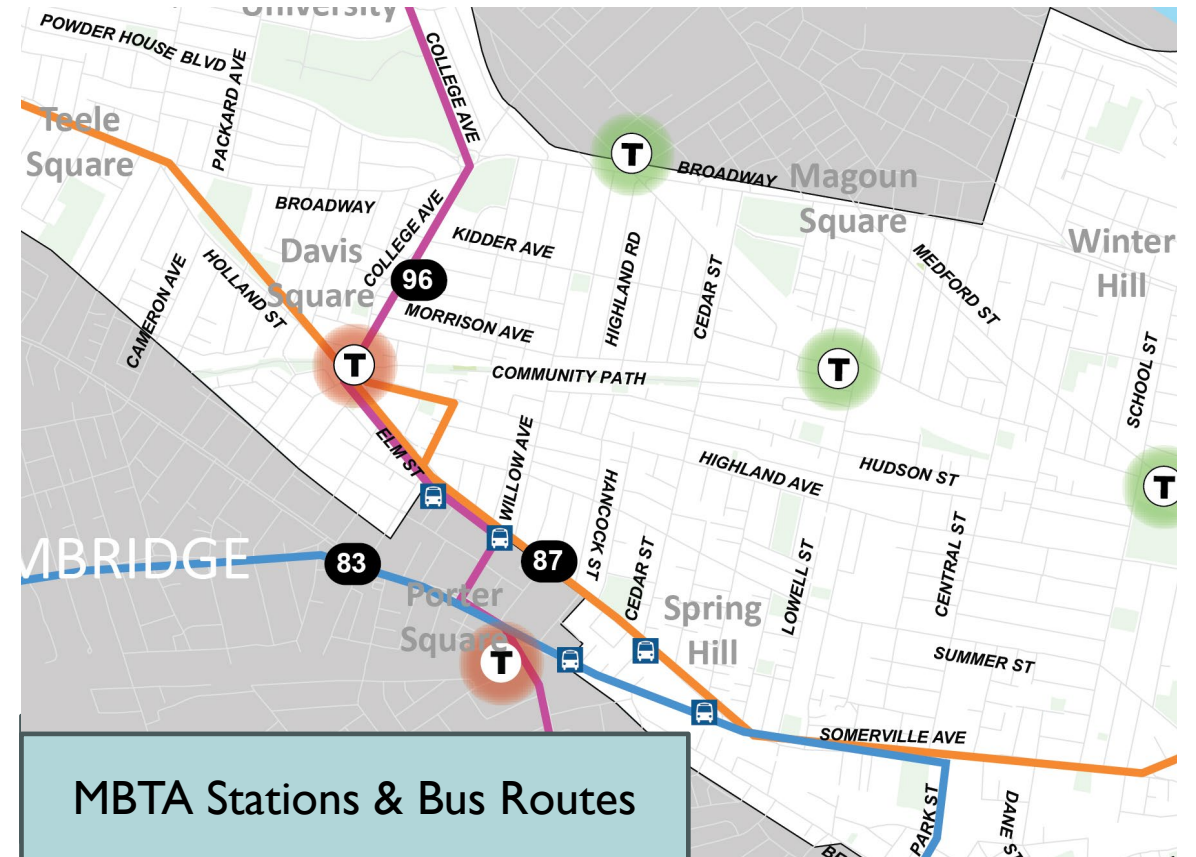 University
POWDER HOUSE BLVD
PACKARD AVE
COLLEGE AVE
Teele
Square
T
BROADWAY
Magoun
Square
BROADWAY
Davis
Square
COLLEGE AVE
KIDDER AVE
HIGHLAND RD
CEDAR ST
MEDFORD ST
Winter
Hill
CAMERON AVE
HOLLAND ST
96
MORRISON AVE
T
COMMUNITY PATH
T
SCHOOL ST
ELM ST
WILLOW AVE
HANCOCK ST
HIGHLAND AVE
HUDSON ST
T
MBRIDGE
83
87
Porter
Square
T
CEDAR ST
Spring
Hill
LOWELL ST
CENTRAL ST
SUMMER ST
SOMERVILLE AVE
PARK ST
DANE S
MBTA Stations & Bus Routes